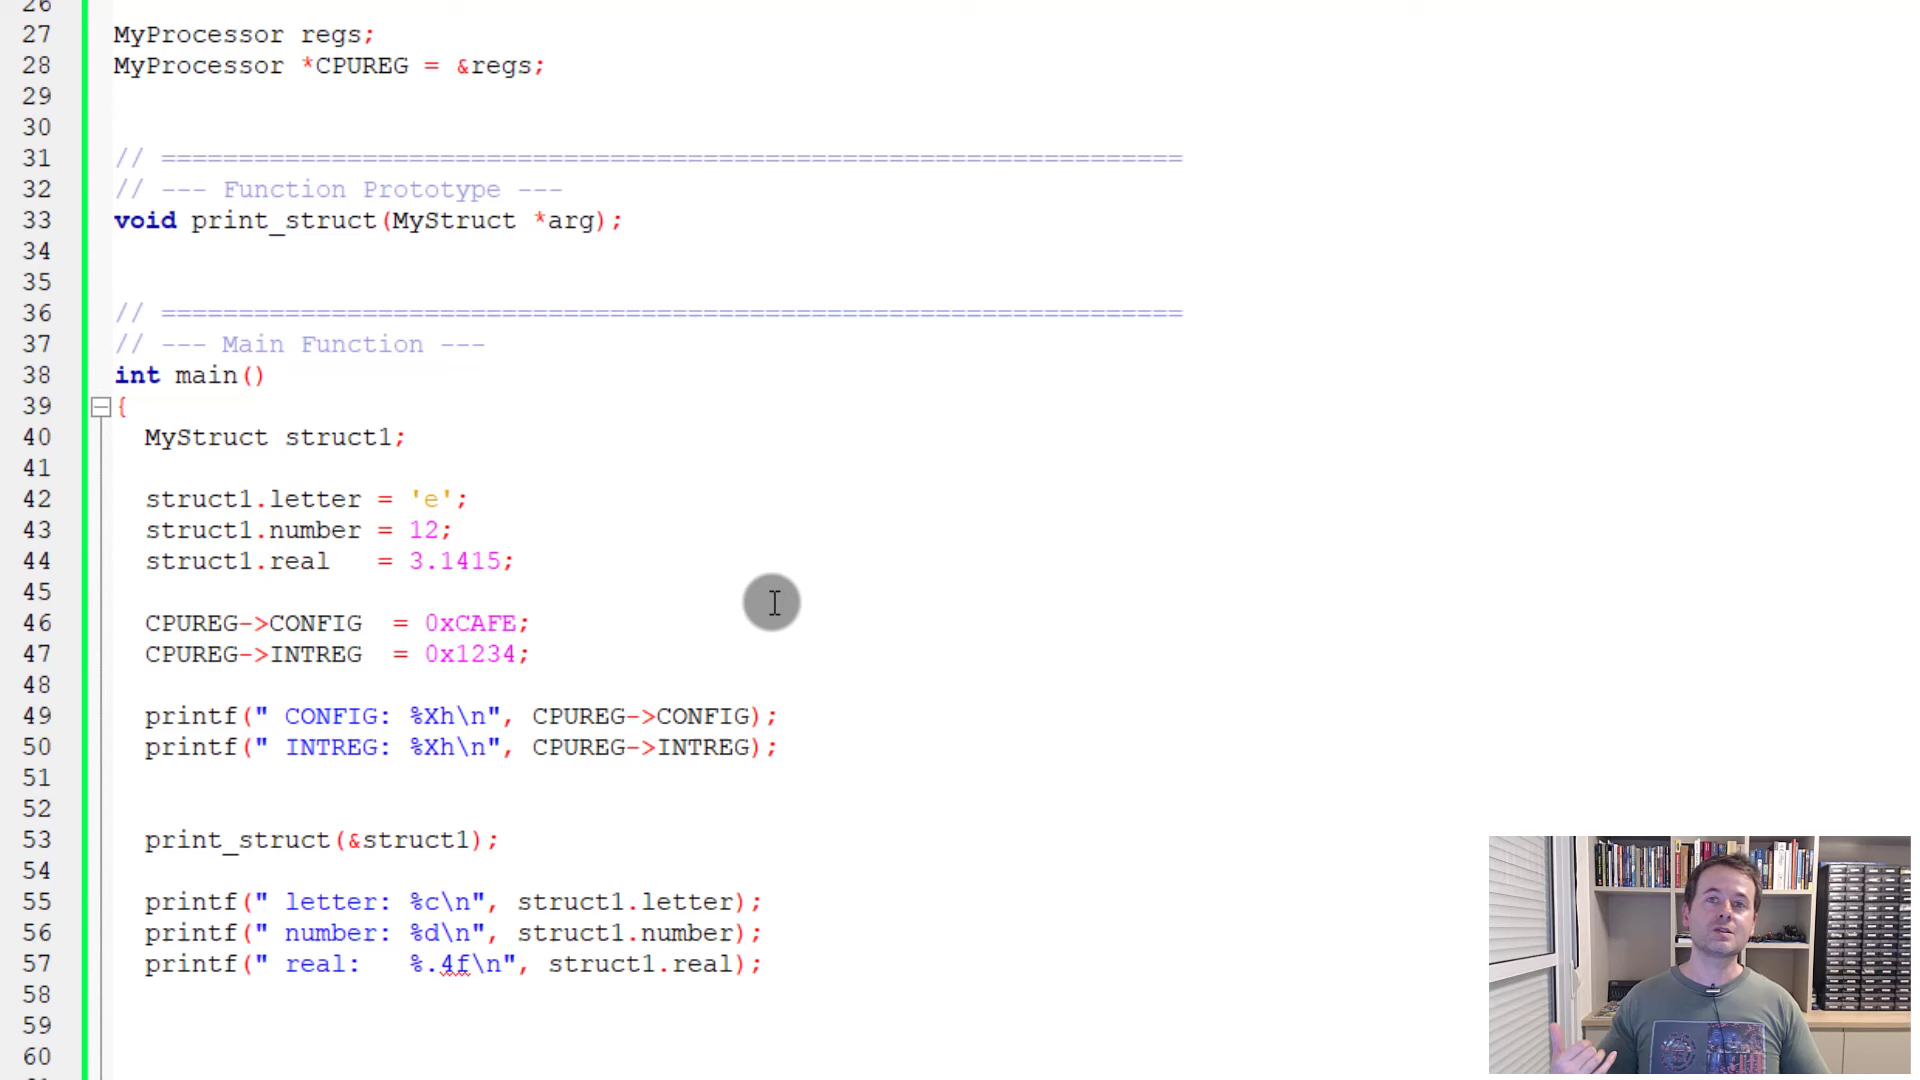 26
27 MyProcessor regs;
28 MyProcessor *CPUREG = &regs;
29
30
31 // ==================================================================
32 // --- Function Prototype ---
33 void print_struct(MyStruct *arg);
34
35
36 // ==================================================================
37 // --- Main Function ---
38 int main()
39 {
40   MyStruct struct1;
41
42   struct1.letter = 'e';
43   struct1.number = 12;
44   struct1.real   = 3.1415;
45
46   CPUREG->CONFIG  = 0xCAFE;
47   CPUREG->INTREG  = 0x1234;
48
49   printf(" CONFIG: %Xh\n", CPUREG->CONFIG);
50   printf(" INTREG: %Xh\n", CPUREG->INTREG);
51
52
53   print_struct(&struct1);
54
55   printf(" letter: %c\n", struct1.letter);
56   printf(" number: %d\n", struct1.number);
57   printf(" real:   %.4f\n", struct1.real);
58
59
60